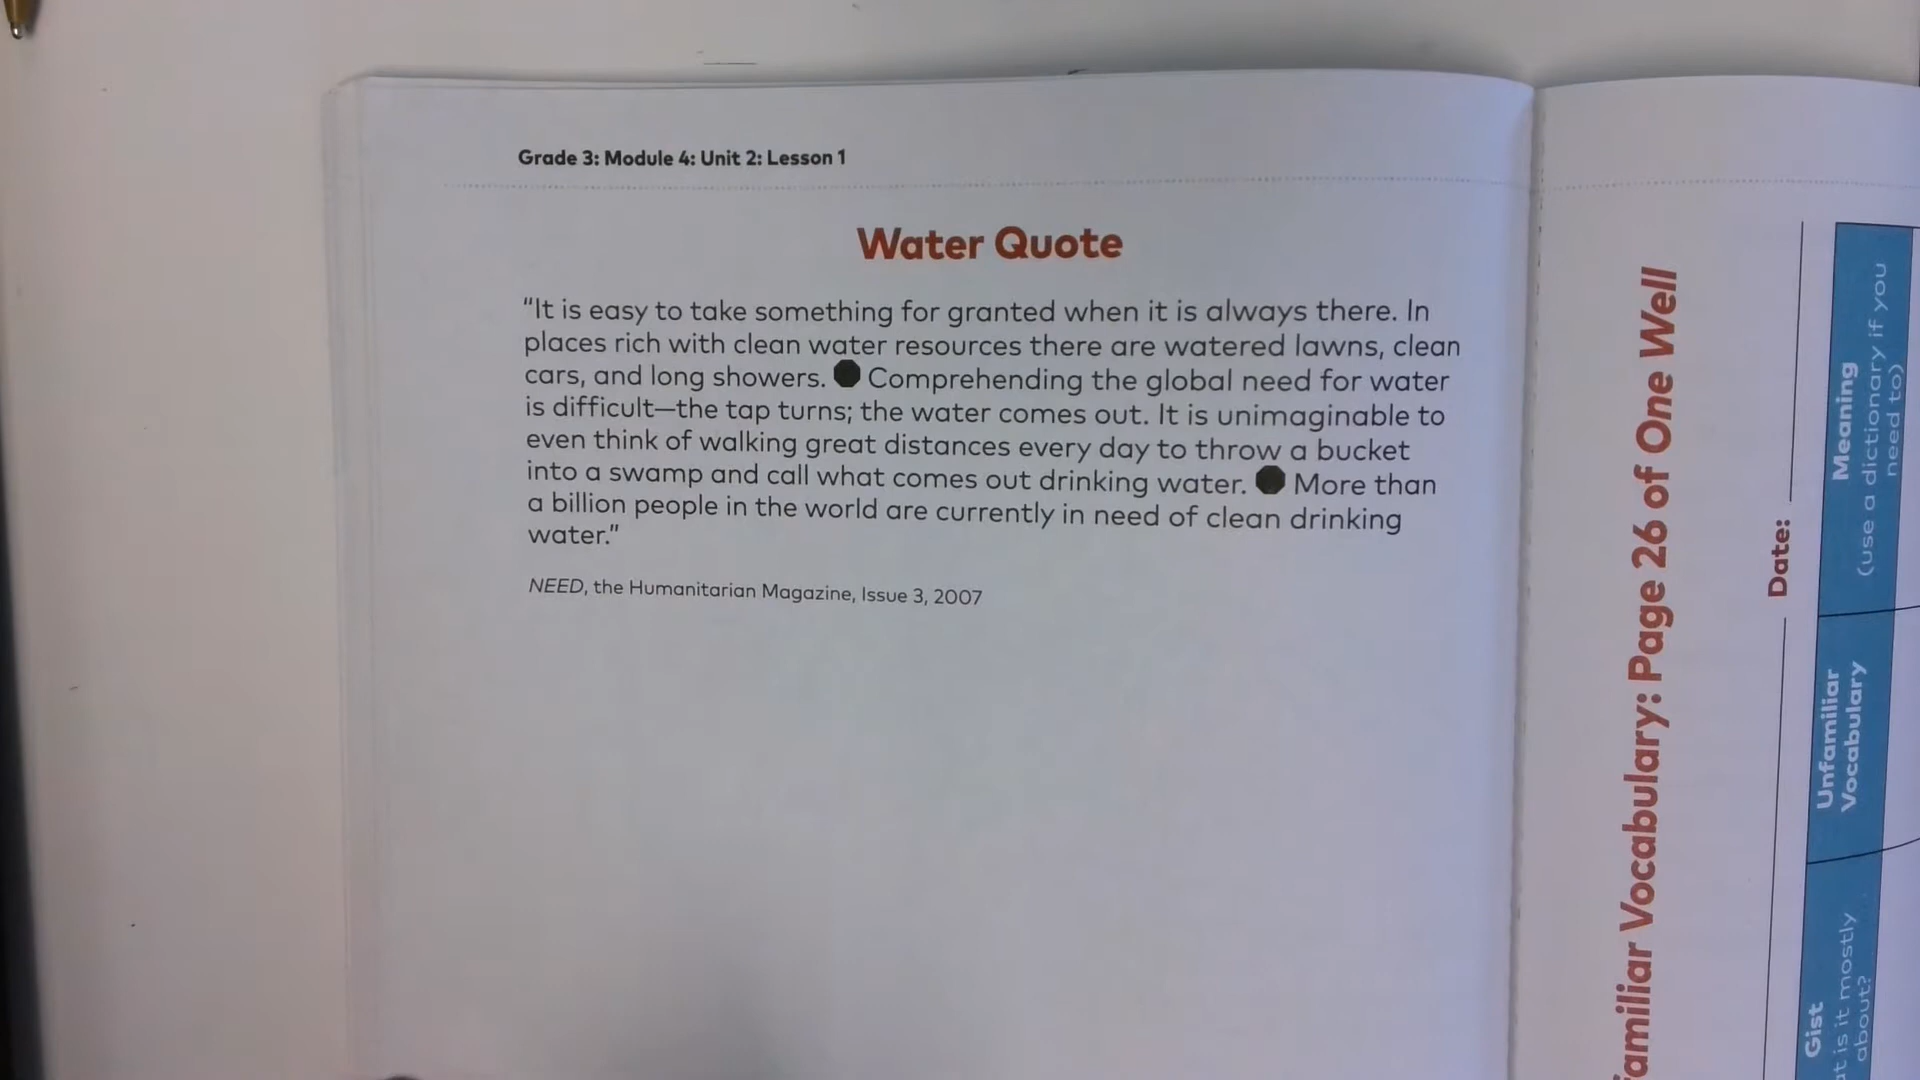 Grade 3: Module 4: Unit 2: Lesson 1
Water Quote
“It is easy to take something for granted when it is always there. In
places rich with clean water resources there are watered lawns, clean
cars, and long showers. Comprehending the global need for water
is difficult—the tap turns; the water comes out. It is unimaginable to
even think of walking great distances every day to throw a bucket
into a swamp and call what comes out drinking water. More than
a billion people in the world are currently in need of clean drinking
water.”
NEED, the Humanitarian Magazine, Issue 3, 2007
Vocabulary: Page 26 of One Well
Date:
Gist
is it mostly
about?
Unfamiliar
Vocabulary
Meaning
(use a dictionary if you
need to)